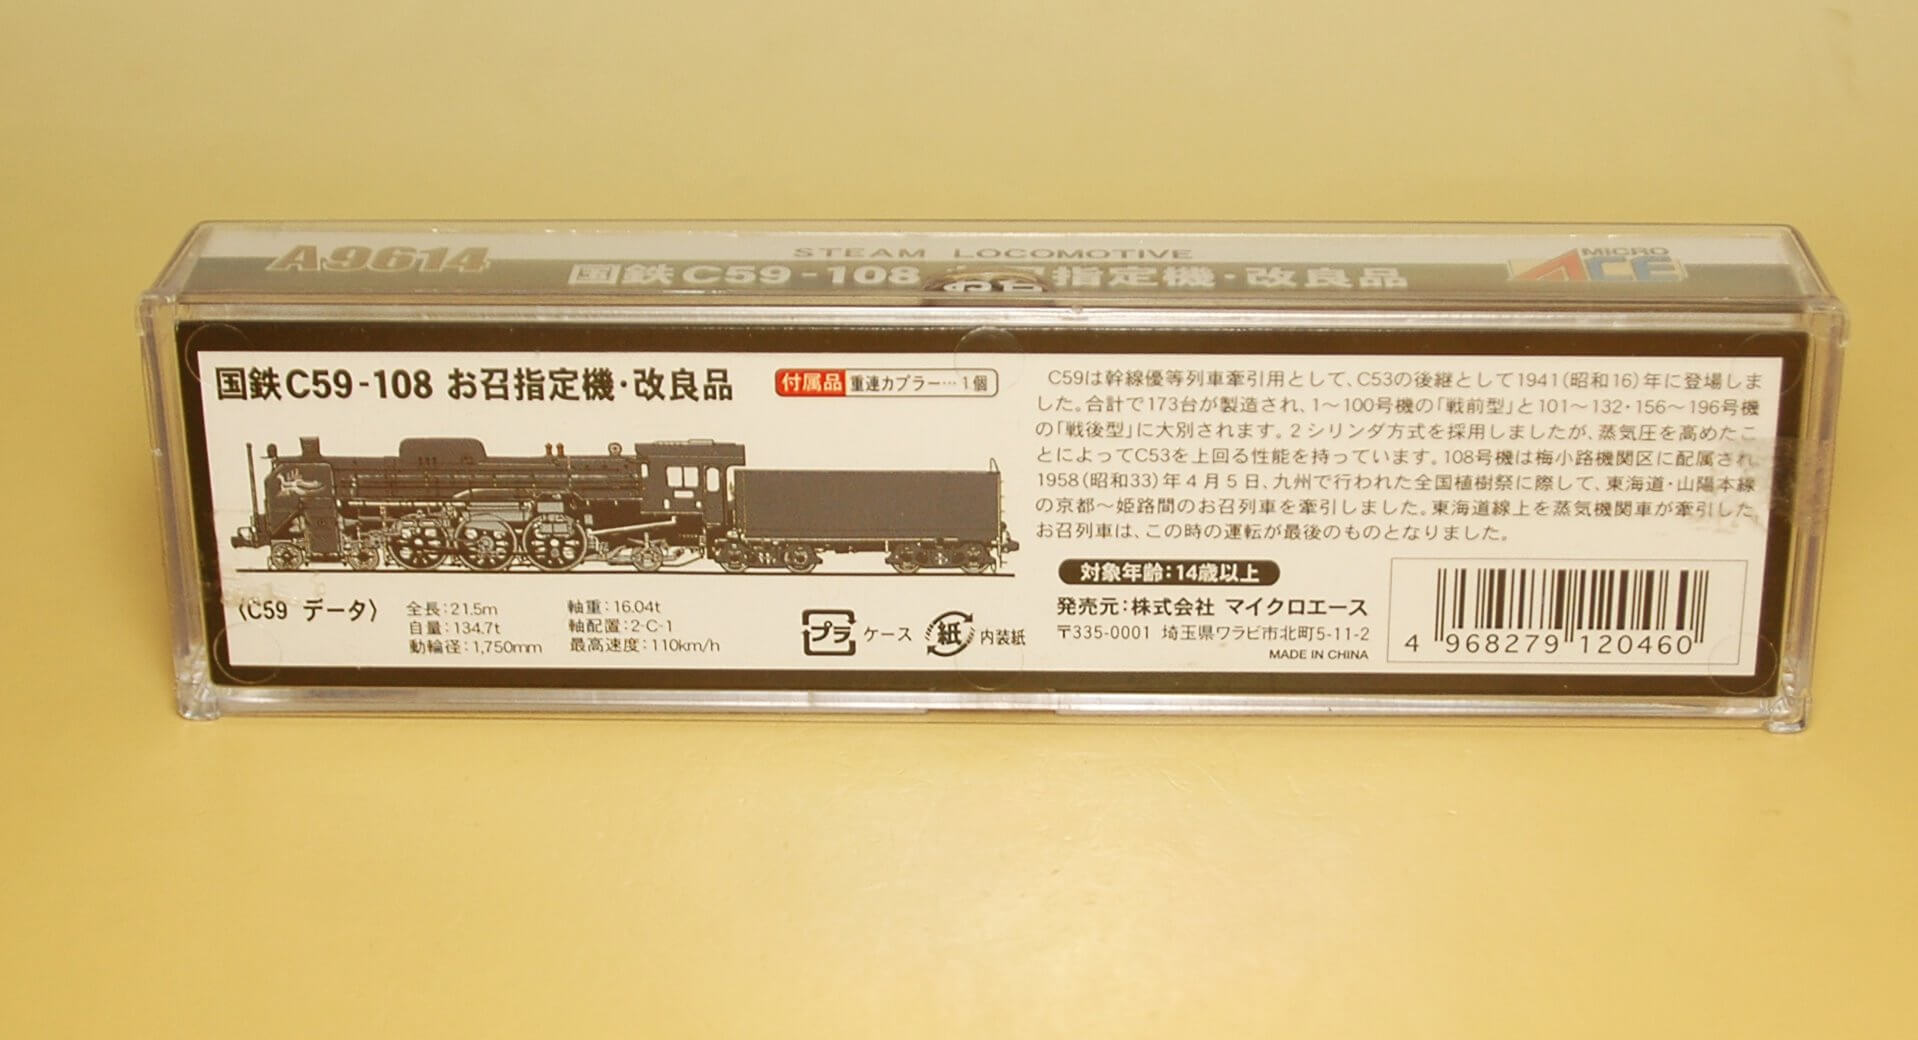 A9614
STEAM LOCOMOTIVE
国鉄C59-108 お召指定機・改良品
MICRO ACE
国鉄C59-108 お召指定機・改良品
付属品 重連カプラー…1個
C59は幹線優等列車牽引用として、C53の後継として1941(昭和16)年に登場しま
した。合計で173台が製造され、1〜100号機の「戦前型」と101〜132・156〜196号機
の「戦後型」に大別されます。2シリンダ方式を採用しましたが、蒸気圧を高めたこ
とによってC53を上回る性能を持っています。108号機は梅小路機関区に配属され
1958(昭和33)年4月5日、九州で行われた全国植樹祭に際して、東海道・山陽本線
の京都〜姫路間のお召列車を牽引しました。東海道線上を蒸気機関車が牽引した
お召列車は、この時の運転が最後のものとなりました。
〈C59 データ〉
全長:21.5m
自量:134.7t
動輪径:1,750mm
軸重:16.04t
軸配置:2-C-1
最高速度:110km/h
プラ ケース
紙 内装紙
対象年齢:14歳以上
発売元:株式会社 マイクロエース
〒335-0001 埼玉県ワラビ市北町5-11-2
MADE IN CHINA
4 968279 120460